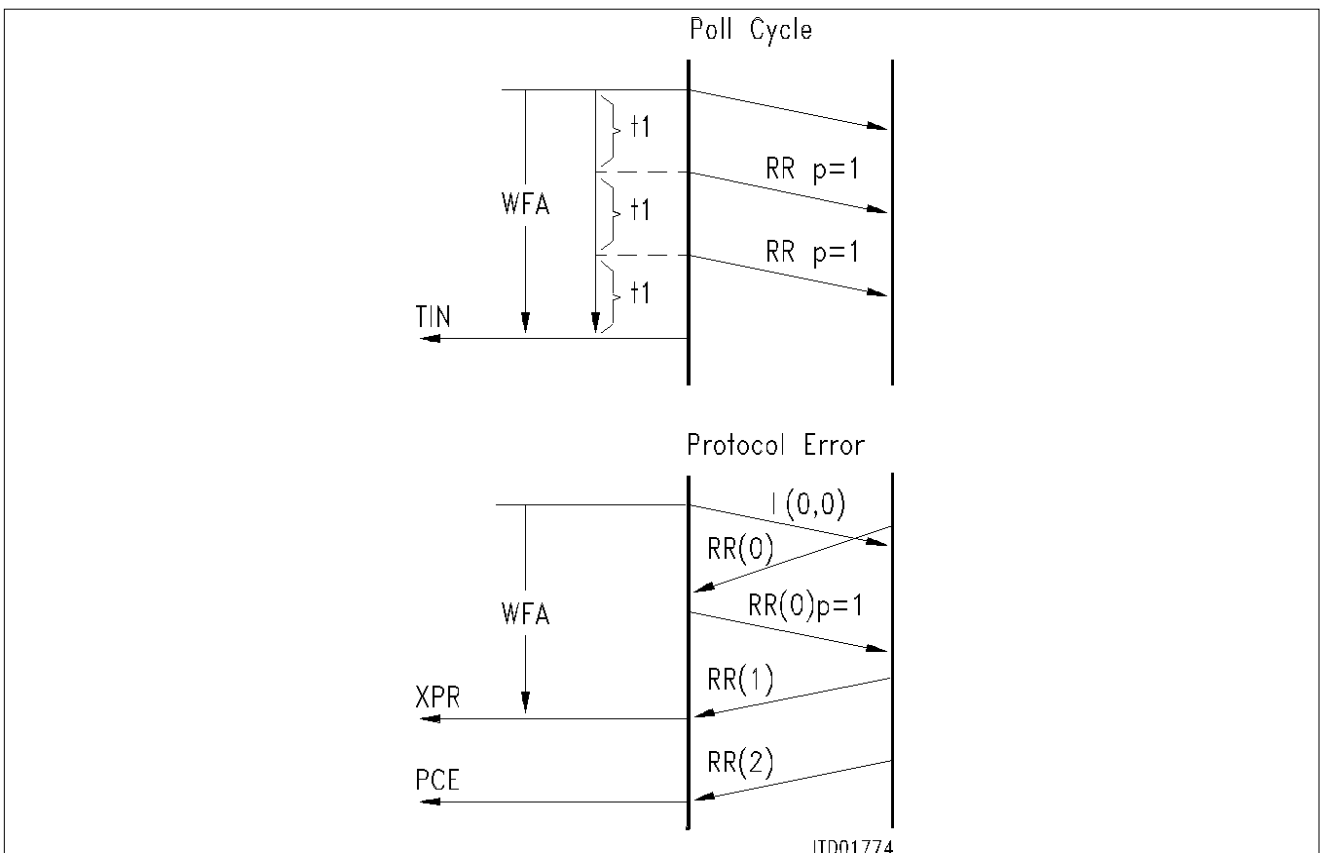 Poll Cycle
t1
RR p=1
WFA
t1
RR p=1
t1
TIN
Protocol Error
I(0,0)
RR(0)
RR(0)p=1
WFA
RR(1)
XPR
RR(2)
PCE
ITD01774